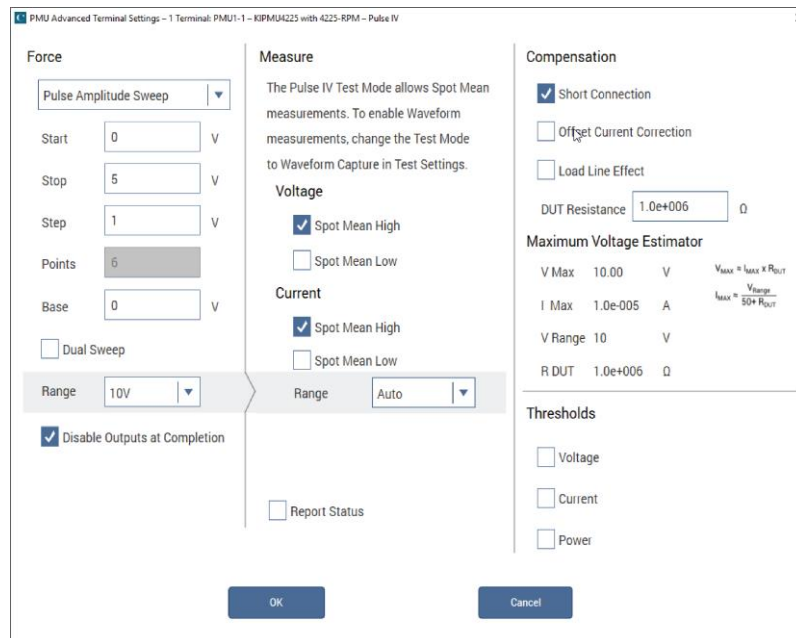 PMU Advanced Terminal Settings – 1 Terminal: PMU1-1 – KIPMU4225 with 4225-RPM – Pulse IV
Force
Pulse Amplitude Sweep
Start 0 V
Stop 5 V
Step 1 V
Points 6
Base 0 V
Dual Sweep
Range 10V
Disable Outputs at Completion
Measure
The Pulse IV Test Mode allows Spot Mean
measurements. To enable Waveform
measurements, change the Test Mode
to Waveform Capture in Test Settings.
Voltage
Spot Mean High
Spot Mean Low
Current
Spot Mean High
Spot Mean Low
Range Auto
Report Status
Compensation
Short Connection
Offset Current Correction
Load Line Effect
DUT Resistance 1.0e+006 Ω
Maximum Voltage Estimator
V Max 10.00 V
I Max 1.0e-005 A
V Range 10 V
R DUT 1.0e+006 Ω
VMAX = IMAX x RDUT
IMAX = VRange / 50+ RDUT
Thresholds
Voltage
Current
Power
OK
Cancel